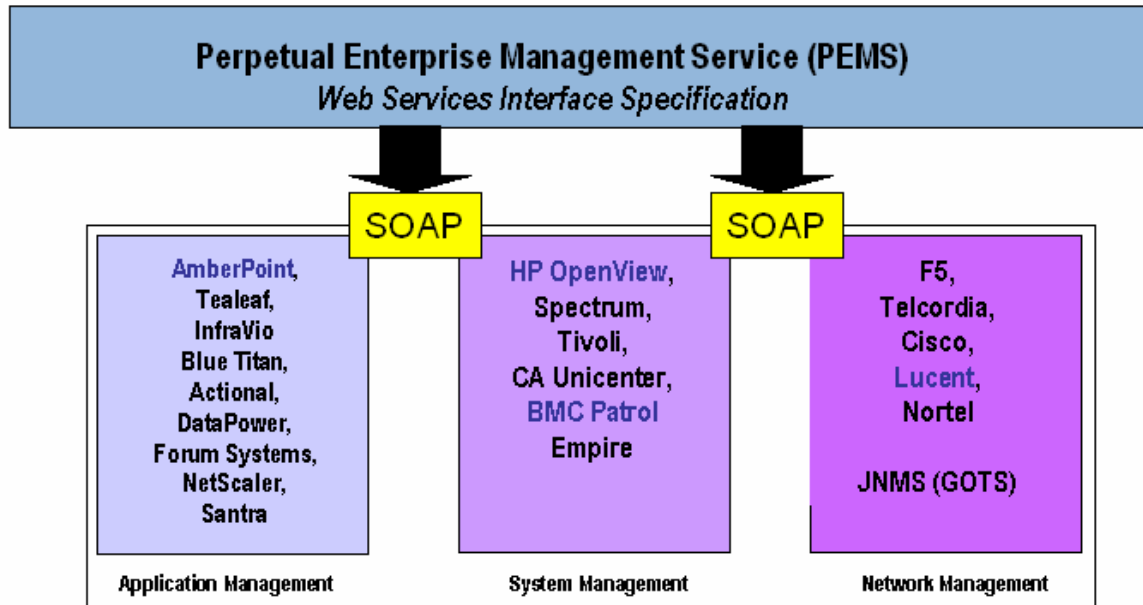 Perpetual Enterprise Management Service (PEMS)
Web Services Interface Specification
SOAP
SOAP
AmberPoint,
Tealeaf,
InfraVio
Blue Titan,
Actional,
DataPower,
Forum Systems,
NetScaler,
Santra
Application Management
HP OpenView,
Spectrum,
Tivoli,
CA Unicenter,
BMC Patrol
Empire
System Management
F5,
Telcordia,
Cisco,
Lucent,
Nortel
JNMS (GOTS)
Network Management